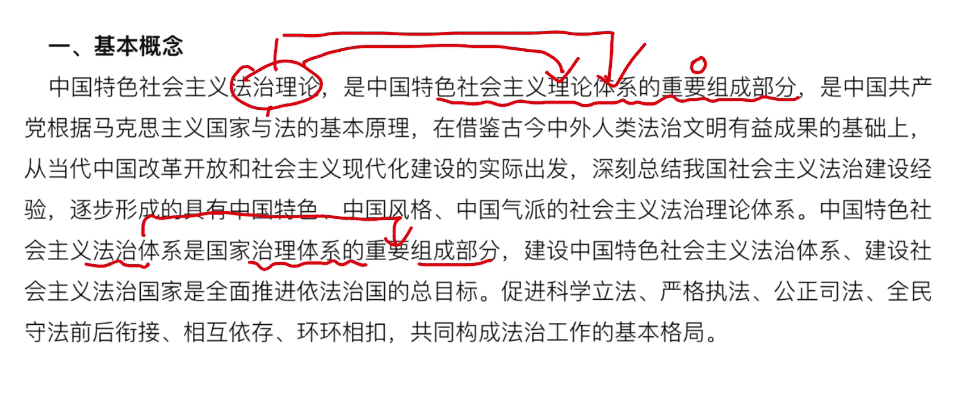 一、基本概念
中国特色社会主义法治理论，是中国特色社会主义理论体系的重要组成部分，是中国共产
党根据马克思主义国家与法的基本原理，在借鉴古今中外人类法治文明有益成果的基础上，
从当代中国改革开放和社会主义现代化建设的实际出发，深刻总结我国社会主义法治建设经
验，逐步形成的具有中国特色、中国风格、中国气派的社会主义法治理论体系。中国特色社
会主义法治体系是国家治理体系的重要组成部分，建设中国特色社会主义法治体系、建设社
会主义法治国家是全面推进依法治国的总目标。促进科学立法、严格执法、公正司法、全民
守法前后衔接、相互依存、环环相扣，共同构成法治工作的基本格局。